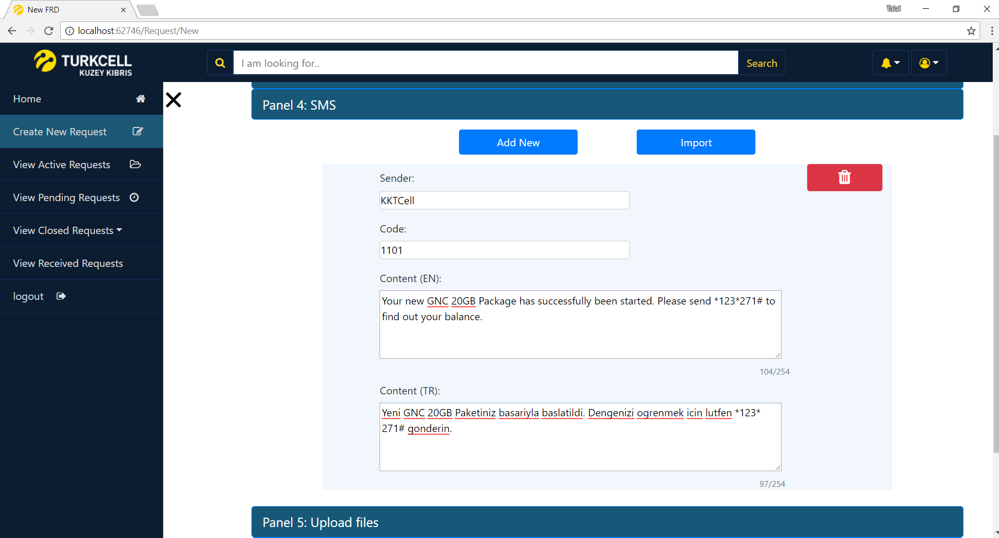 New FRD
Talal
localhost:62746/Request/New
TURKCELL
KUZEY KIBRIS
I am looking for..
Search
Home
Create New Request
View Active Requests
View Pending Requests
View Closed Requests
View Received Requests
logout
Panel 4: SMS
Add New
Import
Sender:
KKTCell
Code:
1101
Content (EN):
Your new GNC 20GB Package has successfully been started. Please send *123*271# to
find out your balance.
104/254
Content (TR):
Yeni GNC 20GB Paketiniz basariyla baslatildi. Dengenizi ogrenmek icin lutfen *123*
271# gonderin.
97/254
Panel 5: Upload files